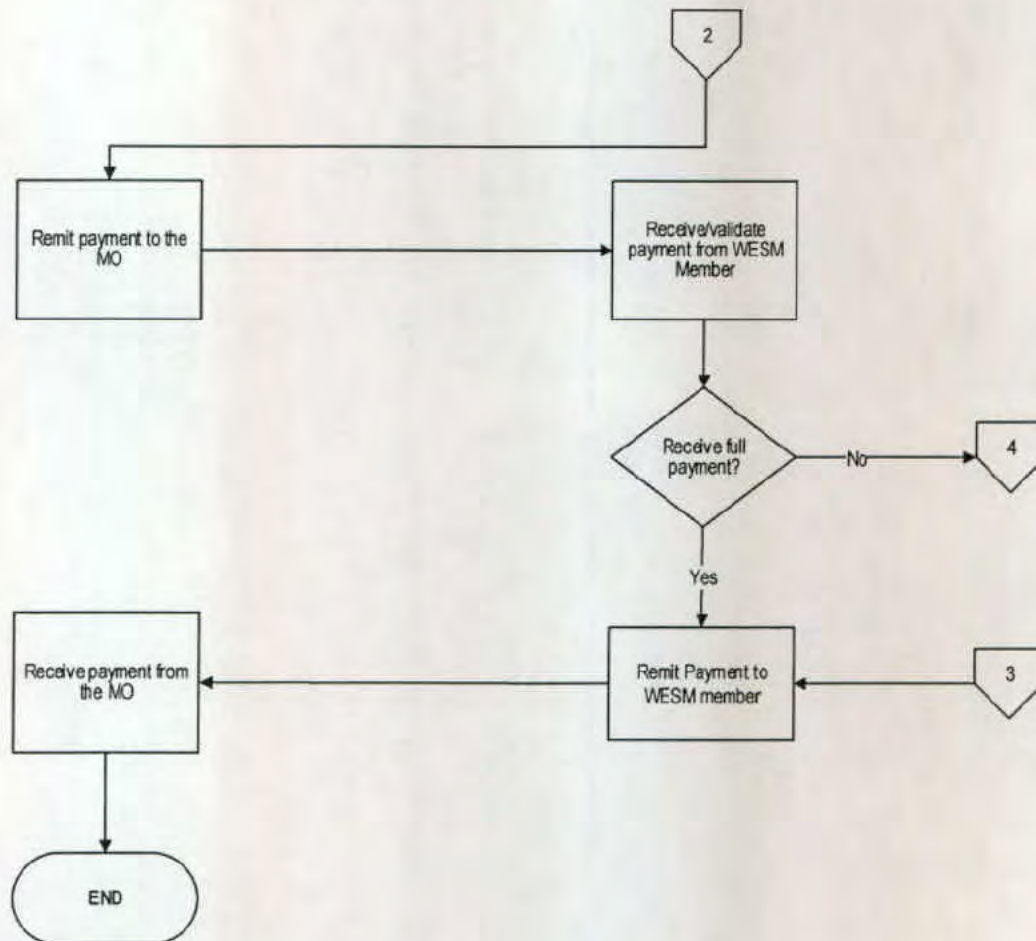 2
Remit payment to the
MO
Receive/validate
payment from WESM
Member
Receive full
payment?
No
4
Yes
Receive payment from
the MO
Remit Payment to
WESM member
3
END